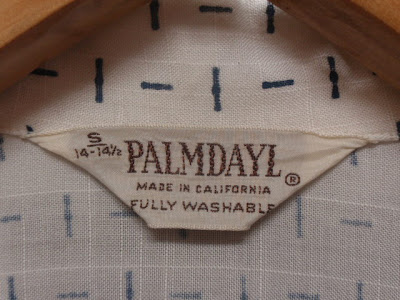 S
14-14½
PALMDAYL®
MADE IN CALIFORNIA
FULLY WASHABLE